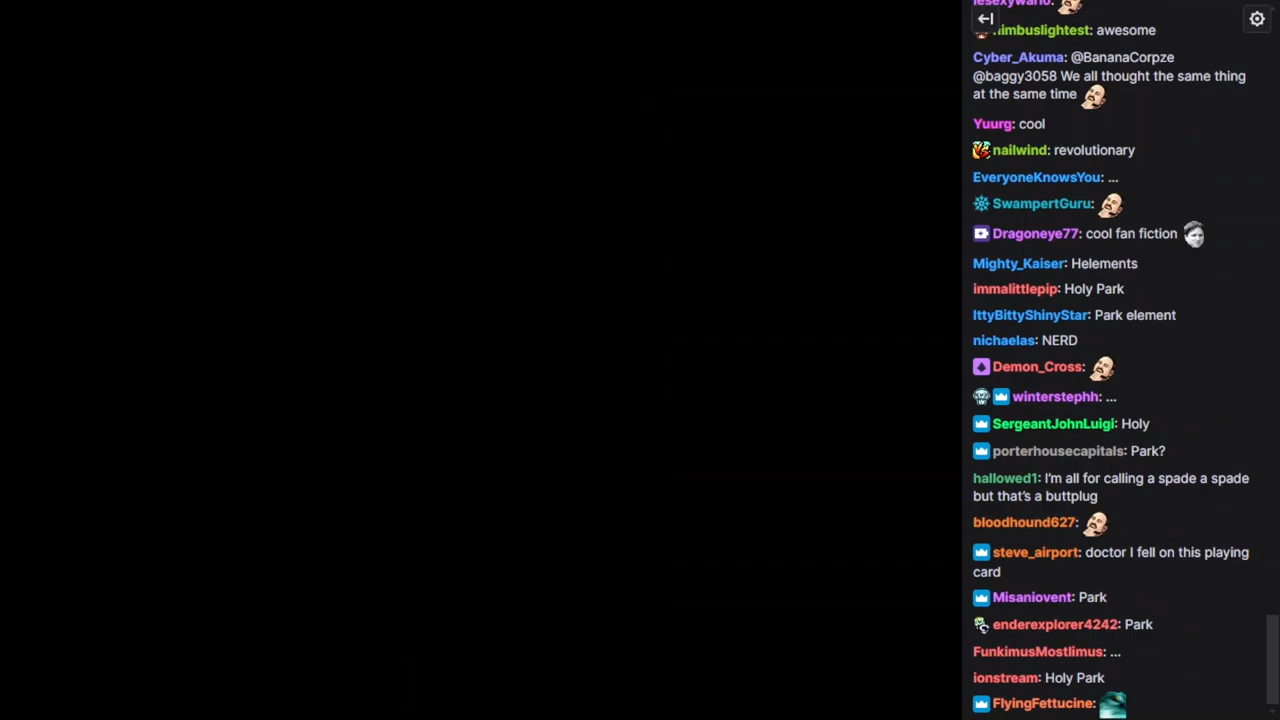 lesexywario:
nimbuslightest: awesome
Cyber_Akuma: @BananaCorpze
@baggy3058 We all thought the same thing
at the same time
Yuurg: cool
nailwind: revolutionary
EveryoneKnowsYou: ...
SwampertGuru:
Dragoneye77: cool fan fiction
Mighty_Kaiser: Helements
immalittlepip: Holy Park
IttyBittyShinyStar: Park element
nichaelas: NERD
Demon_Cross:
winterstephh: ...
SergeantJohnLuigi: Holy
porterhousecapitals: Park?
hallowed1: I'm all for calling a spade a spade
but that's a buttplug
bloodhound627:
steve_airport: doctor I fell on this playing
card
Misaniovent: Park
enderexplorer4242: Park
FunkimusMostlimus: ...
ionstream: Holy Park
FlyingFettucine: